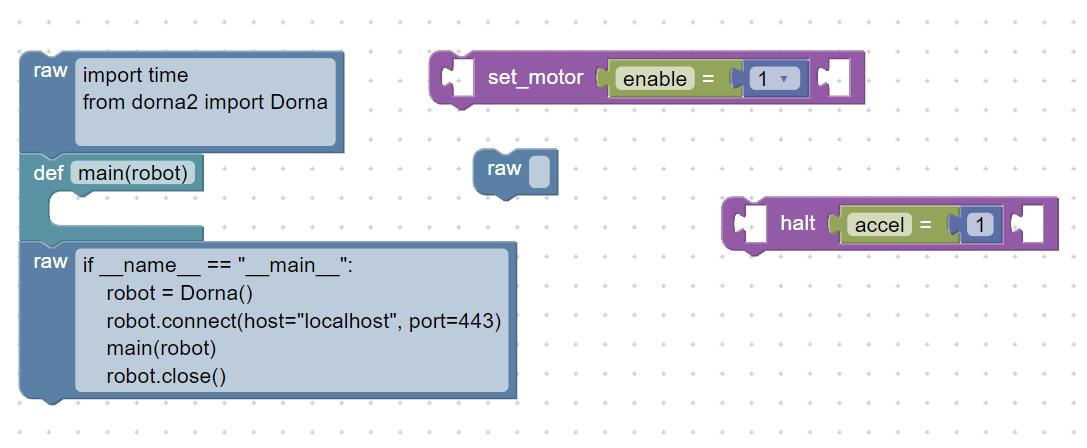 raw import time
from dorna2 import Dorna
def main(robot)
raw if __name__ == "__main__":
robot = Dorna()
robot.connect(host="localhost", port=443)
main(robot)
robot.close()
set_motor enable = 1
raw
halt accel = 1